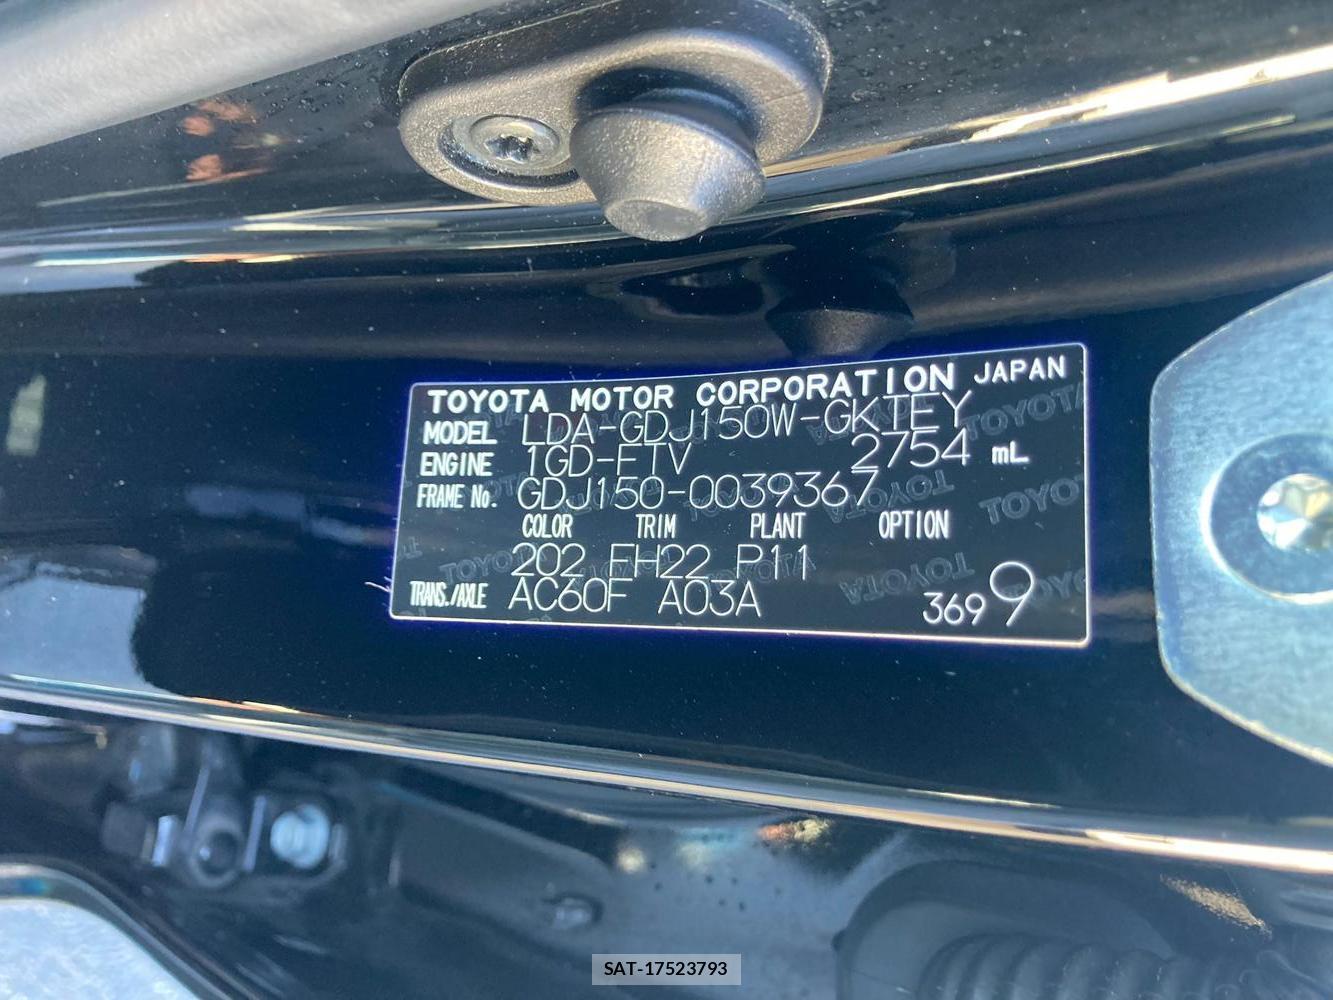 TOYOTA MOTOR CORPORATION JAPAN
MODEL LDA-GDJ150W-GKTEY
ENGINE 1GD-FTV 2754 mL
FRAME No. GDJ150-0039367
COLOR TRIM PLANT OPTION
202 FH22 P11
TRANS./AXLE AC60F A03A 3699
SAT-17523793